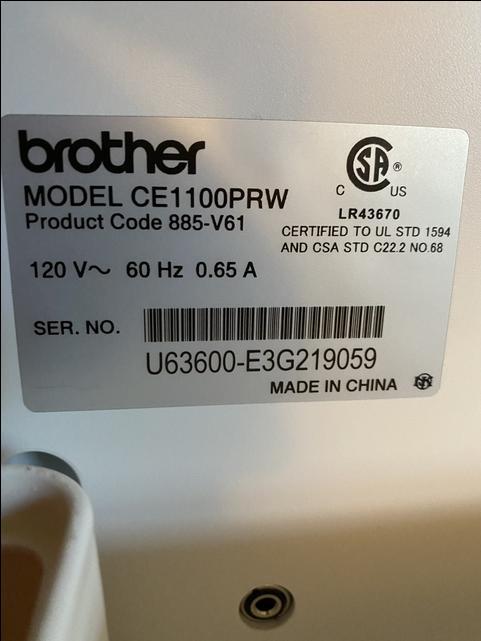 brother
MODEL CE1100PRW
Product Code 885-V61
SA ®
C US
LR43670
CERTIFIED TO UL STD 1594
AND CSA STD C22.2 NO.68
120 V～ 60 Hz 0.65 A
SER. NO.
U63600-E3G219059
MADE IN CHINA